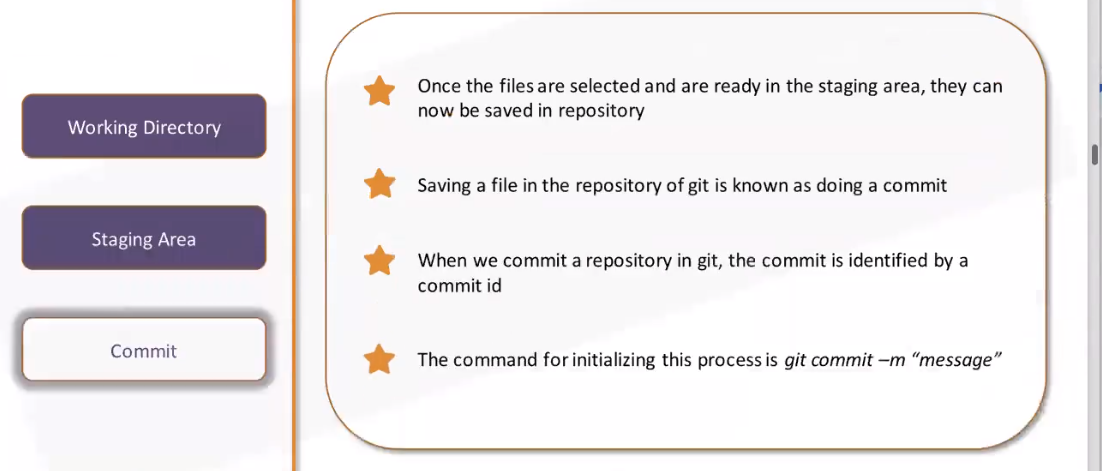 Working Directory
Staging Area
Commit
Once the files are selected and are ready in the staging area, they can
now be saved in repository
Saving a file in the repository of git is known as doing a commit
When we commit a repository in git, the commit is identified by a
commit id
The command for initializing this process is git commit –m “message”